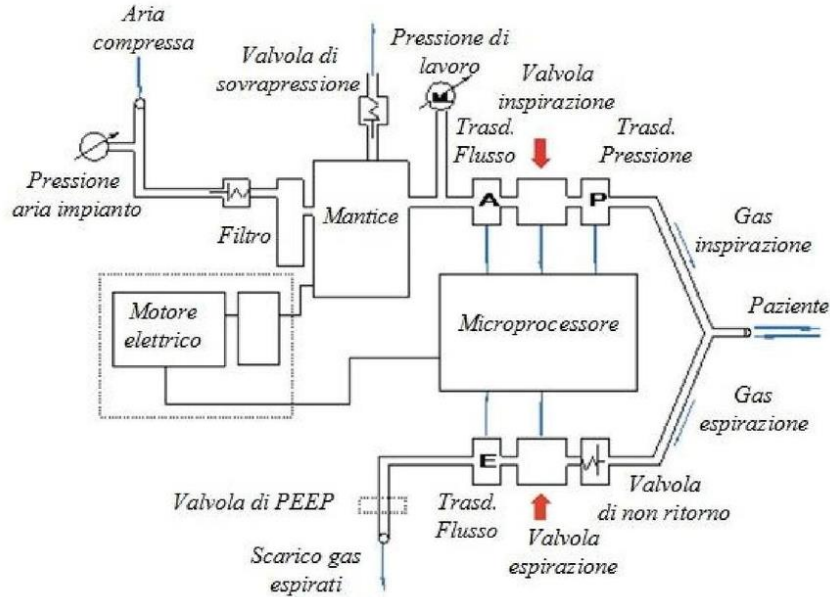 Aria
compressa
Valvola di
sovrapressione
Pressione di
lavoro
Valvola
inspirazione
M
Trasd.
Flusso
Trasd.
Pressione
Pressione
aria impianto
Filtro
Mantice
A
P
Gas
inspirazione
Motore
elettrico
Microprocessore
Paziente
Gas
espirazione
E
Valvola di PEEP
Trasd.
Flusso
Valvola
di non ritorno
Valvola
espirazione
Scarico gas
espirati